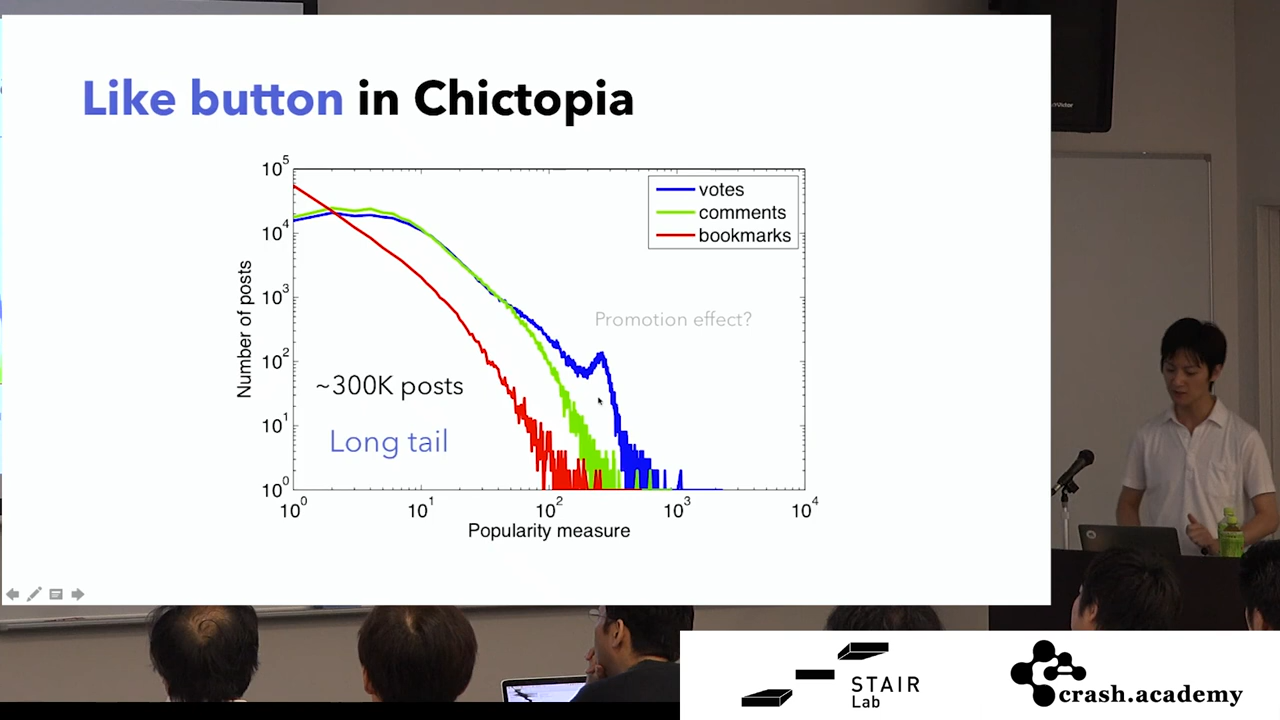 Like button in Chictopia
10^5
10^4
10^3
10^2
10^1
10^0
Number of posts
votes
comments
bookmarks
Promotion effect?
~300K posts
Long tail
10^0
10^1
10^2
10^3
10^4
Popularity measure
STAIR
Lab
crash.academy